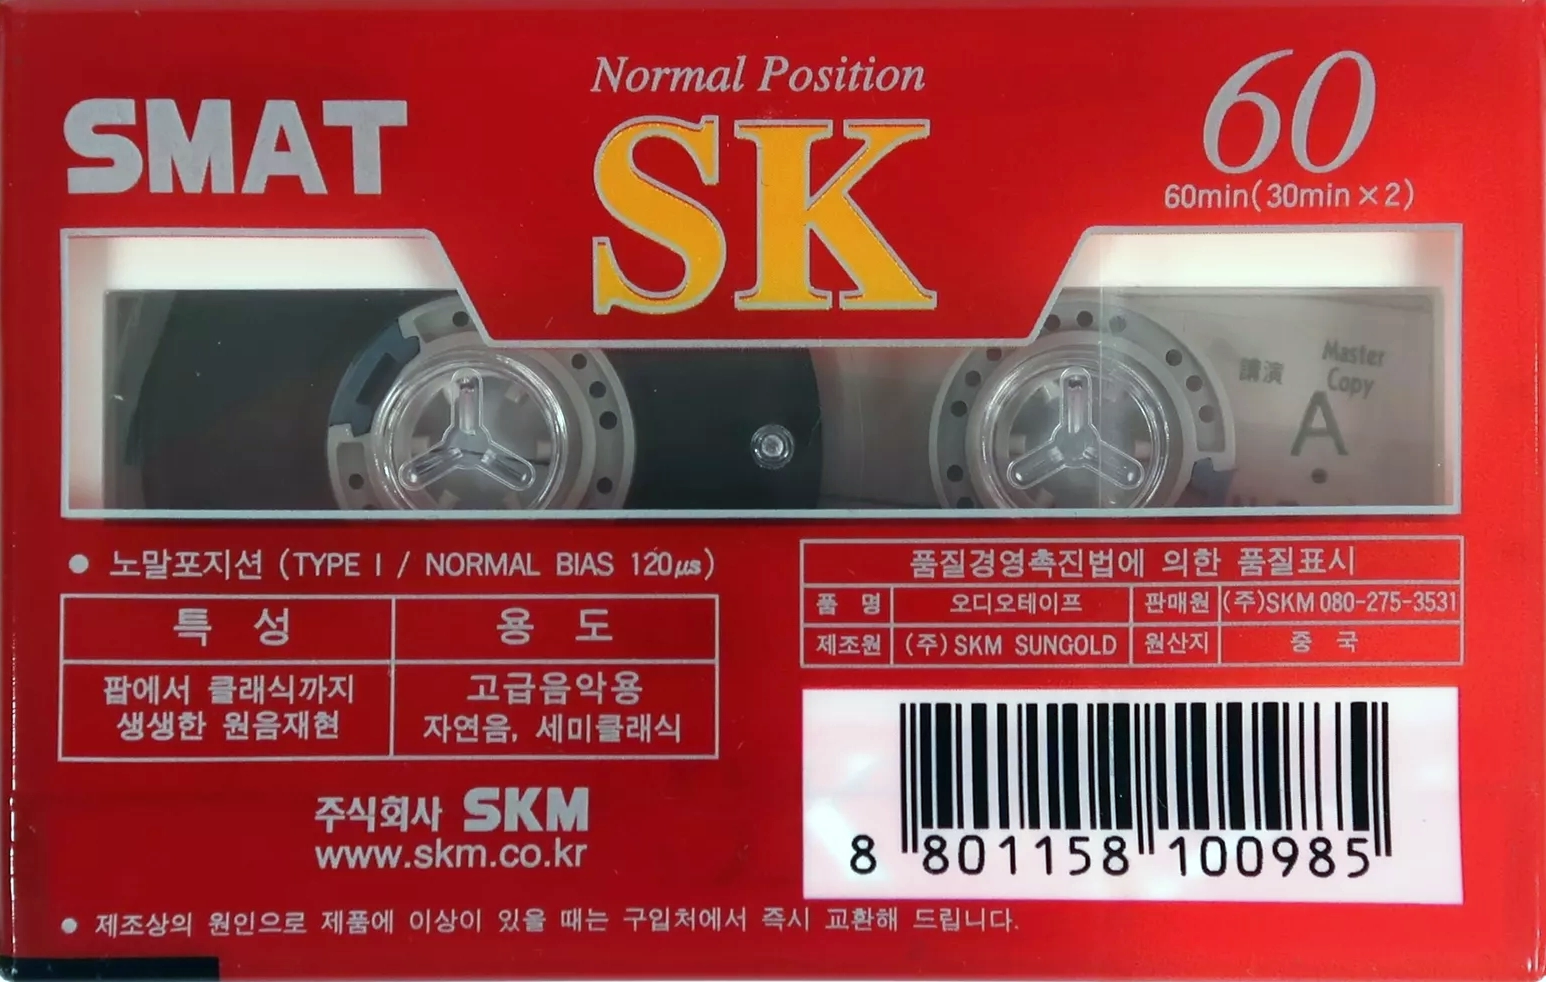 Normal Position
SMAT
SK
60
60min(30min×2)
講演
Master
Copy
A
● 노말포지션 (TYPE I / NORMAL BIAS 120㎲)
특 성
용 도
팝에서 클래식까지
생생한 원음재현
고급음악용
자연음, 세미클래식
주식회사 SKM
www.skm.co.kr
품질경영촉진법에 의한 품질표시
품 명 오디오테이프 판매원 (주)SKM 080-275-3531
제조원 (주) SKM SUNGOLD 원산지 중 국
8 801158 100985
● 제조상의 원인으로 제품에 이상이 있을 때는 구입처에서 즉시 교환해 드립니다.